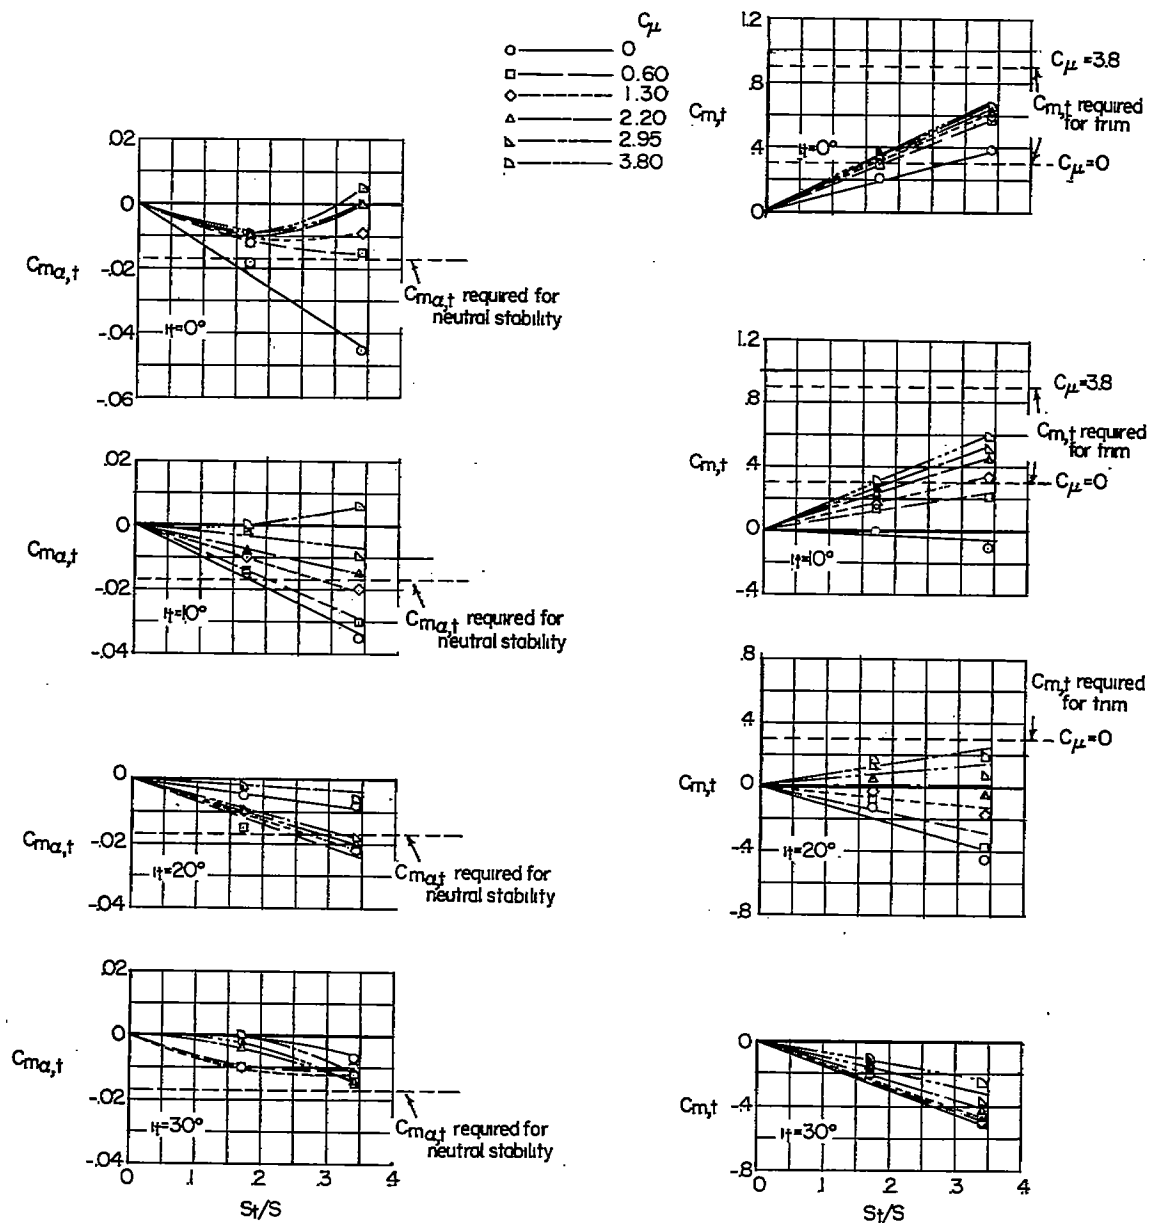 Cμ
0
0.60
1.30
2.20
2.95
3.80
.02
0
-.02
-.04
-.06
Cmα,t
it=0°
Cmα,t required for
neutral stability
.02
0
-.02
-.04
Cmα,t
it=10°
Cmα,t required for
neutral stability
0
-.02
-.04
Cmα,t
it=20°
Cmα,t required for
neutral stability
.02
0
-.02
-.04
Cmα,t
it=30°
Cmα,t required for
neutral stability
0 .1 .2 .3 .4
St/S
1.2
.8
.4
0
Cm,t
it=0°
Cμ=3.8
Cm,t required
for trim
Cμ=0
1.2
.8
.4
0
-.4
Cm,t
it=10°
Cμ=3.8
Cm,t required
for trim
Cμ=0
.8
.4
0
-.4
-.8
Cm,t
it=20°
Cm,t required
for trim
Cμ=0
0
-.4
-.8
Cm,t
it=30°
0 .1 .2 .3 .4
St/S